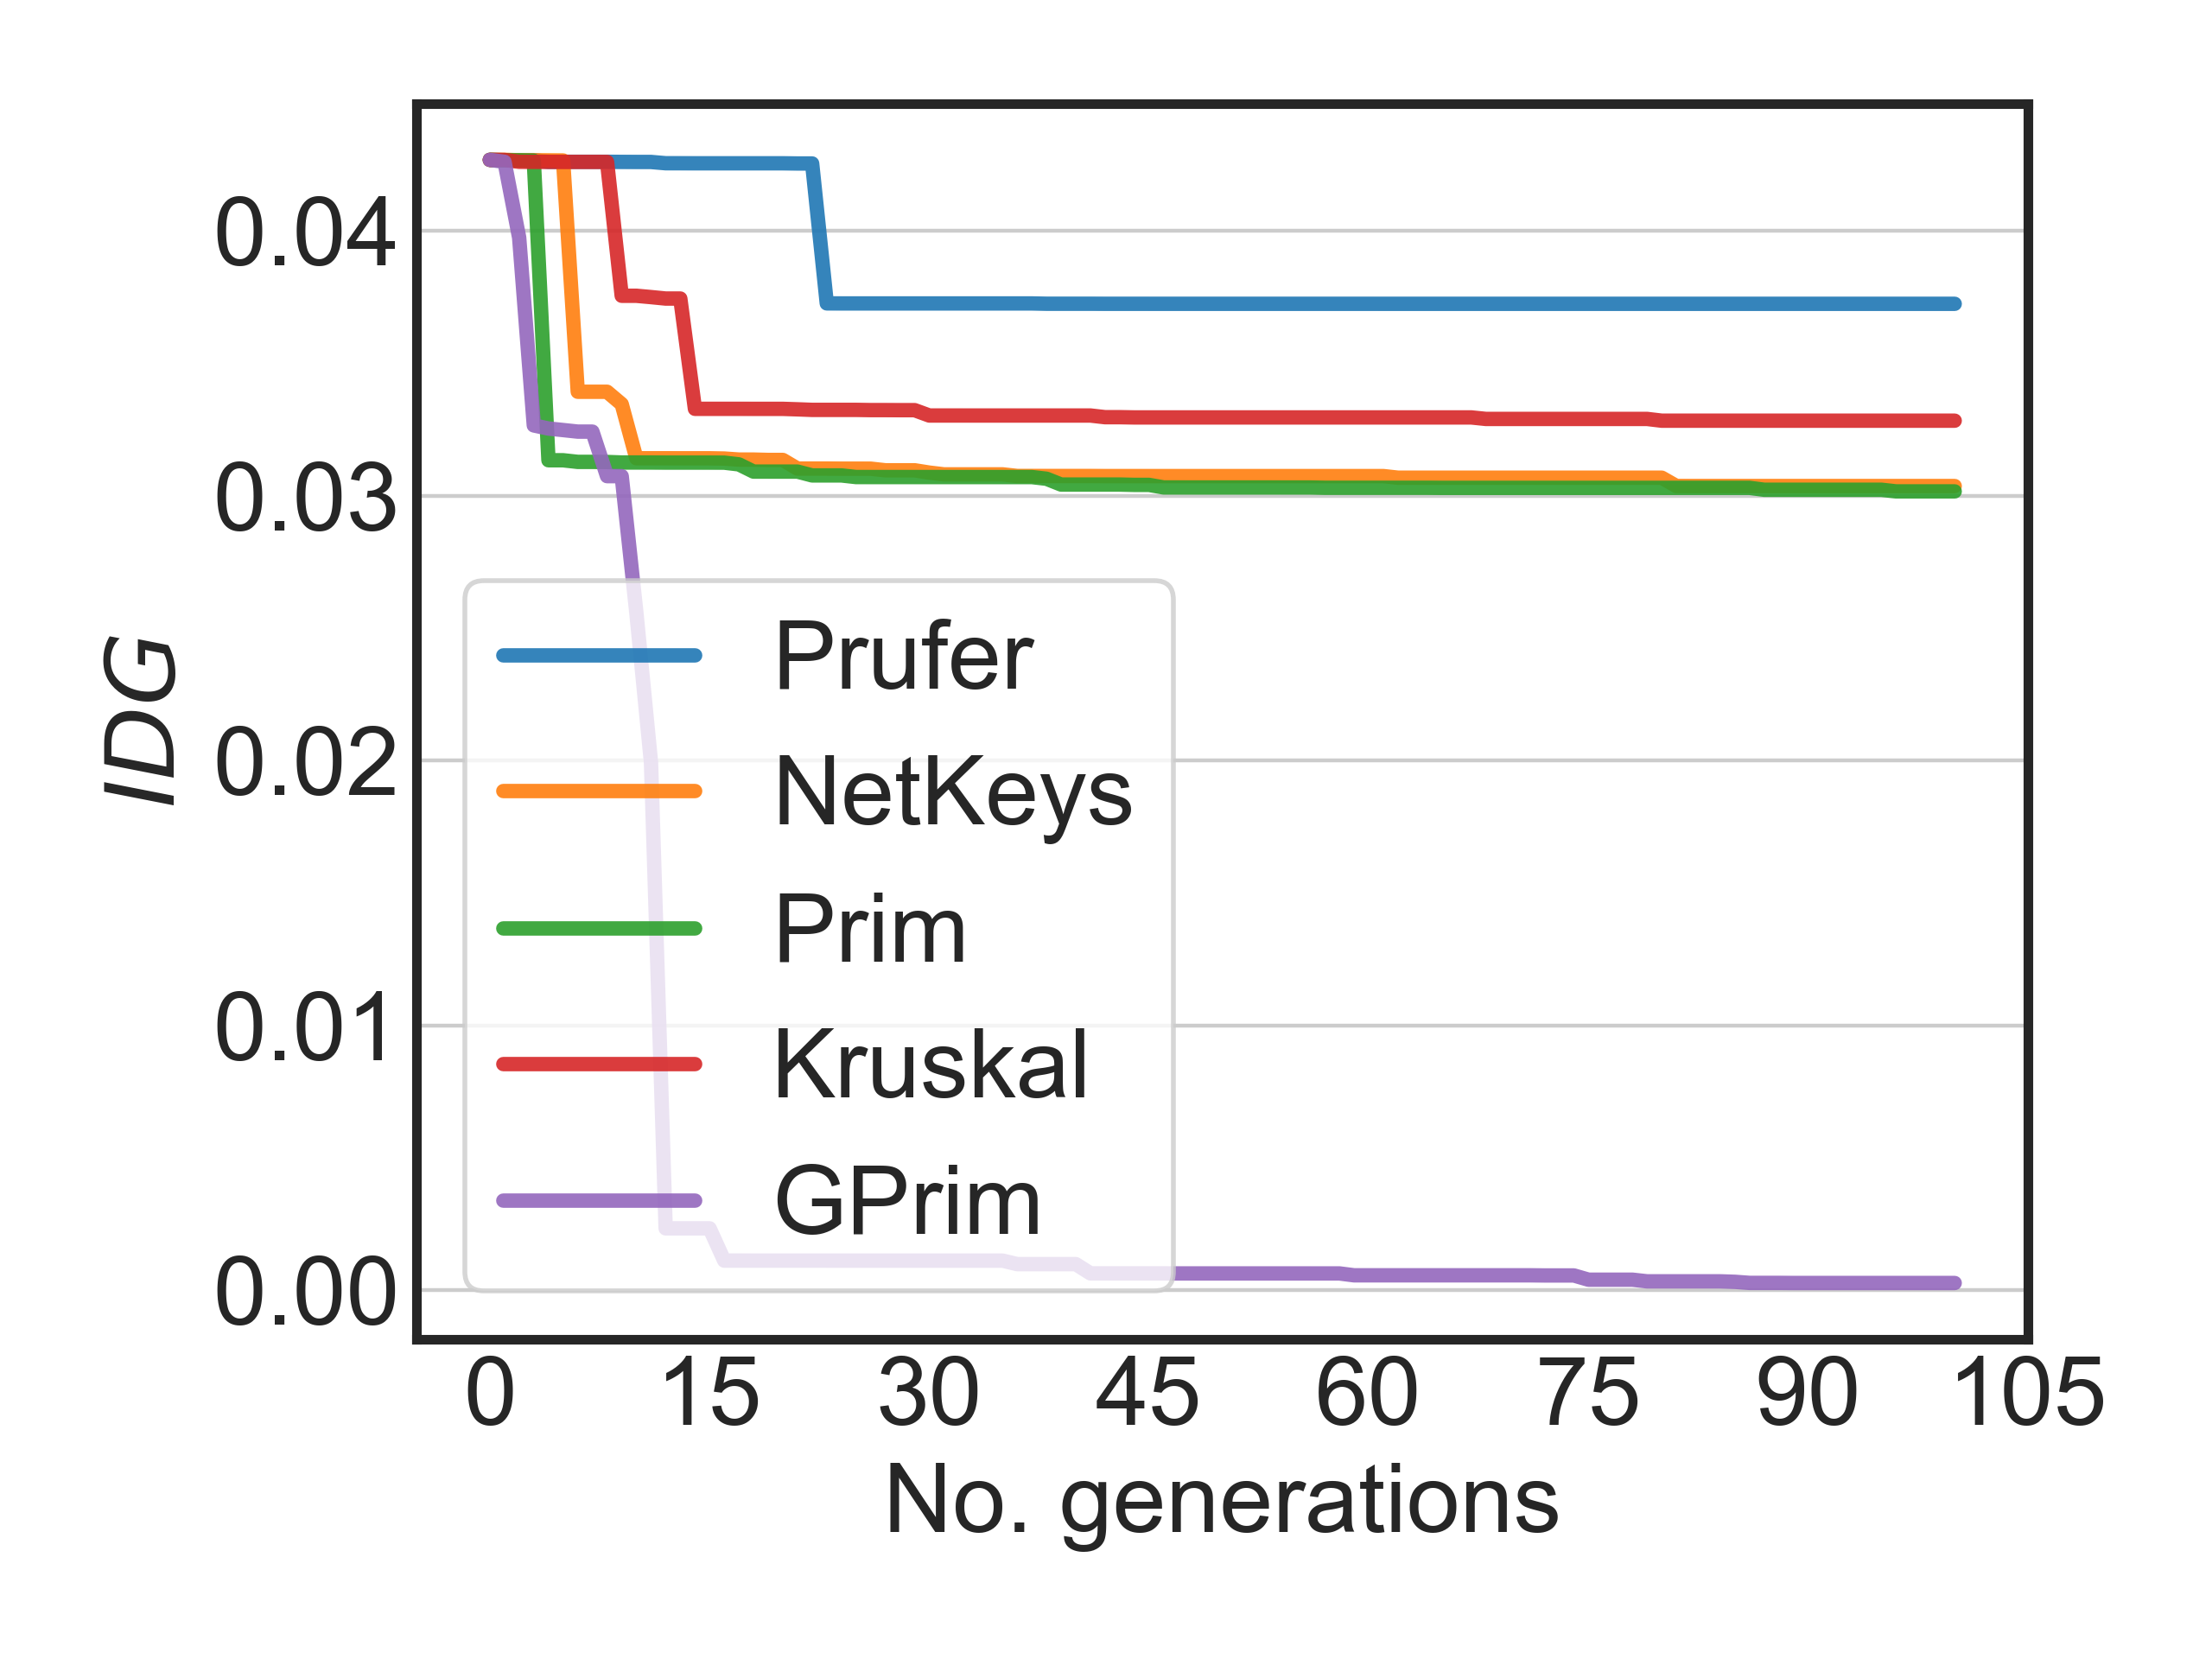 IDG
0.04
0.03
0.02
0.01
0.00
Prufer
NetKeys
Prim
Kruskal
GPrim
0 15 30 45 60 75 90 105
No. generations